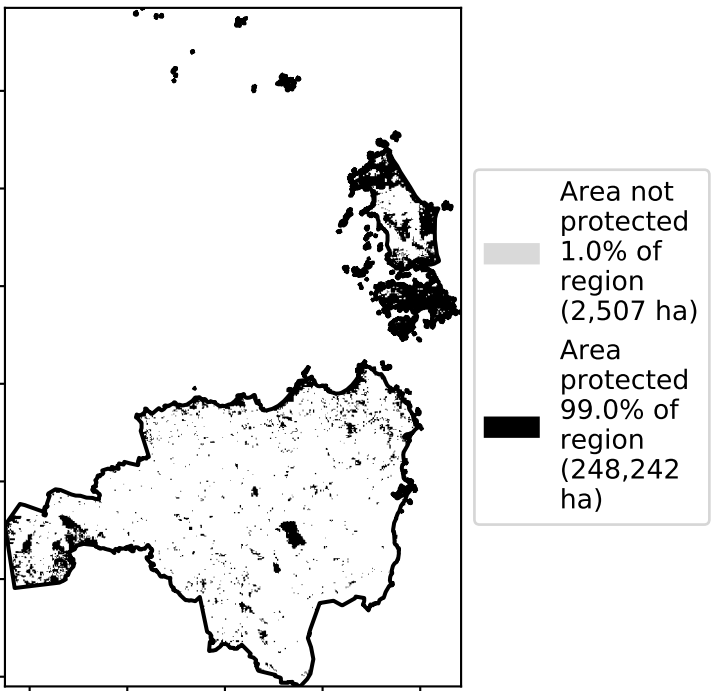 Area not
protected
1.0% of
region
(2,507 ha)
Area
protected
99.0% of
region
(248,242
ha)